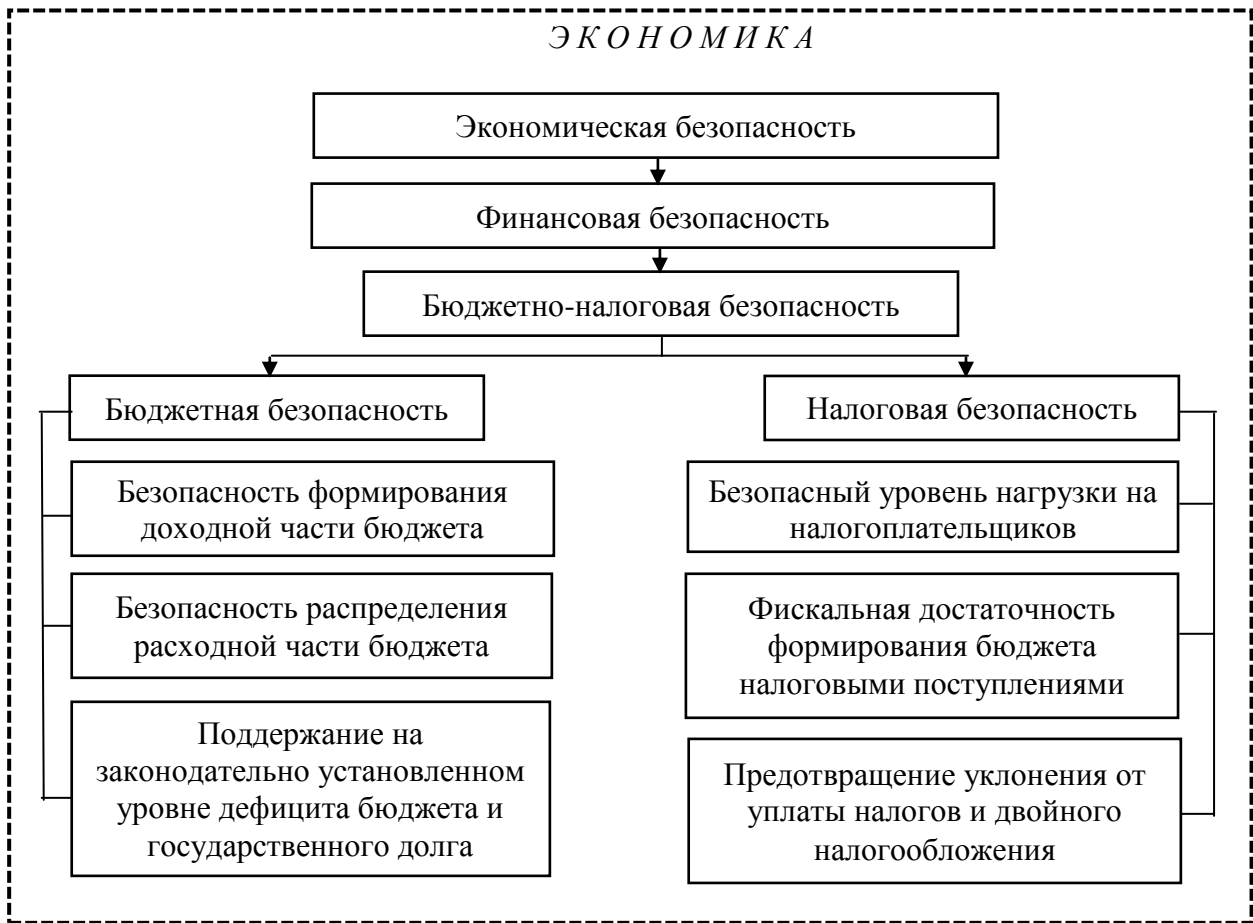 ЭКОНОМИКА
Экономическая безопасность
Финансовая безопасность
Бюджетно-налоговая безопасность
Бюджетная безопасность
Безопасность формирования
доходной части бюджета
Безопасность распределения
расходной части бюджета
Поддержание на
законодательно установленном
уровне дефицита бюджета и
государственного долга
Налоговая безопасность
Безопасный уровень нагрузки на
налогоплательщиков
Фискальная достаточность
формирования бюджета
налоговыми поступлениями
Предотвращение уклонения от
уплаты налогов и двойного
налогообложения